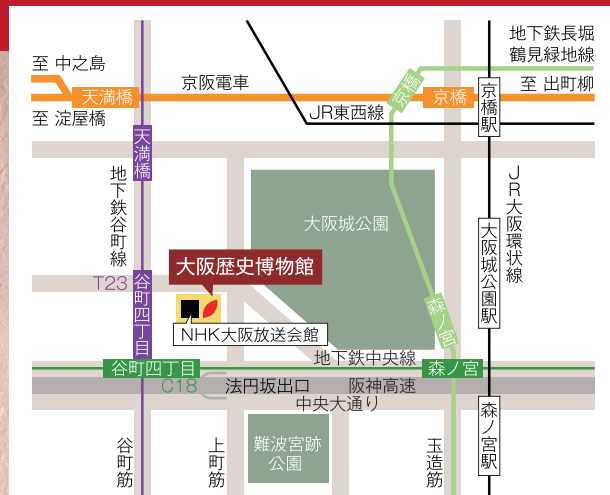 地下鉄長堀
鶴見緑地線
至 中之島
京阪電車
至 出町柳
天満橋
京橋
京橋
京橋駅
至 淀屋橋
JR東西線
天満橋
地下鉄谷町線
大阪城公園
JR大阪環状線
大阪城公園駅
大阪歴史博物館
T23
谷町四丁目
NHK大阪放送会館
森ノ宮
地下鉄中央線
谷町四丁目
森ノ宮
C18
法円坂出口
阪神高速
中央大通り
森ノ宮駅
谷町筋
上町筋
難波宮跡
公園
玉造筋